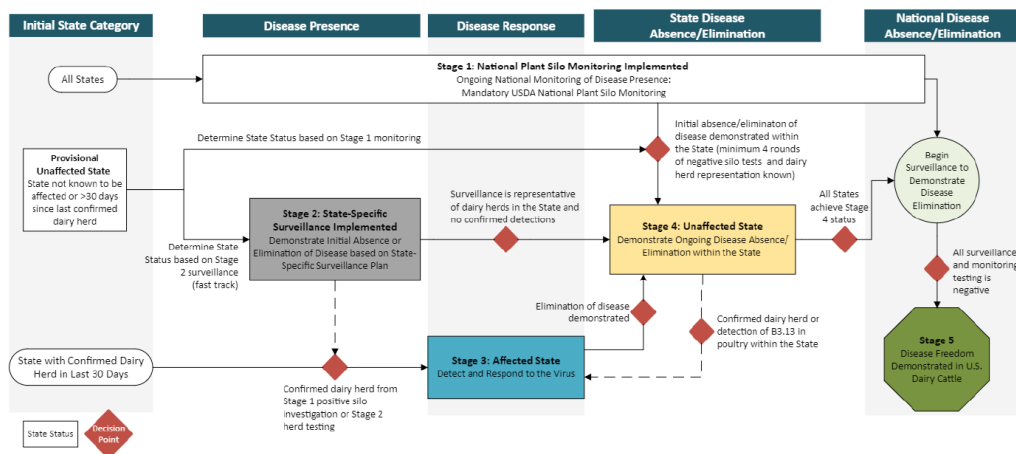 Initial State Category
Disease Presence
Disease Response
State Disease
Absence/Elimination
National Disease
Absence/Elimination
All States
Stage 1: National Plant Silo Monitoring Implemented
Ongoing National Monitoring of Disease Presence:
Mandatory USDA National Plant Silo Monitoring
Determine State Status based on Stage 1 monitoring
Initial absence/eliminaton of
disease demonstrated within
the State (minimum 4 rounds
of negative silo tests and dairy
herd representation known)
Provisional
Unaffected State
State not known to be
affected or >30 days
since last confirmed
dairy herd
Begin
Surveillance to
Demonstrate
Disease
Elimination
Surveillance is
representative
of dairy herds in the State and
no confirmed detections
All States
achieve Stage
4 status
Stage 2: State-Specific
Surveillance Implemented
Demonstrate Initial Absence or
Elimination of Disease based on State-
Specific Surveillance Plan
Stage 4: Unaffected State
Demonstrate Ongoing Disease Absence/
Elimination within the State
Determine State
Status based on Stage
2 surveillance
(fast track)
All surveillance
and monitoring
testing is
negative
Elimination of disease
demonstrated
Confirmed dairy herd or
detection of B3.13 in
poultry within the State
State with Confirmed Dairy
Herd in Last 30 Days
Stage 3: Affected State
Detect and Respond to the Virus
Stage 5
Disease Freedom
Demonstrated in U.S.
Dairy Cattle
Confirmed dairy herd from
Stage 1 positive silo
investigation or Stage 2
herd testing
State Status
Decision
Point